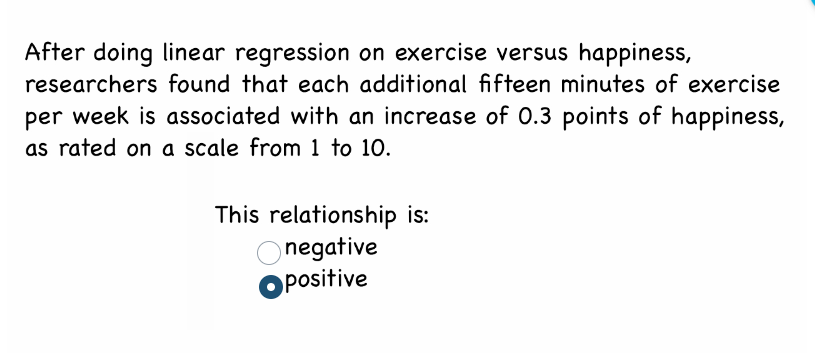 After doing linear regression on exercise versus happiness,
researchers found that each additional fifteen minutes of exercise
per week is associated with an increase of 0.3 points of happiness,
as rated on a scale from 1 to 10.
This relationship is:
negative
positive